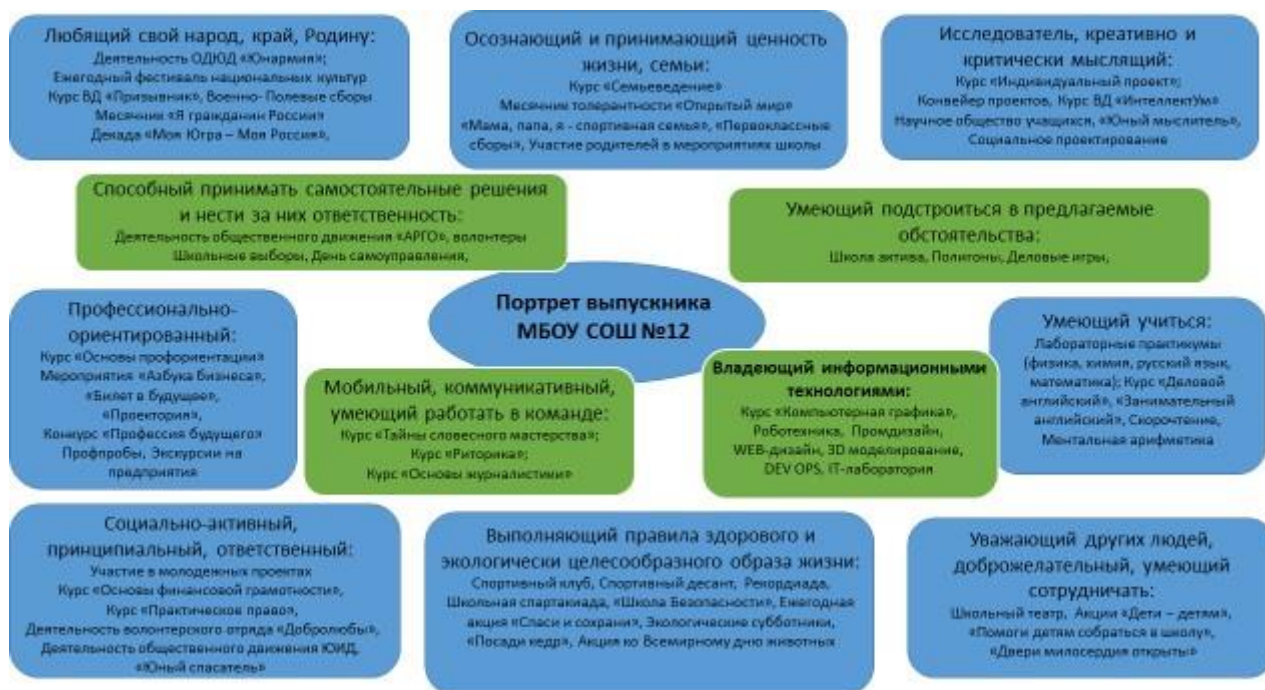 Любящий свой народ, край, Родину:
Деятельность ОДЮД «Юнармия»;
Ежегодный фестиваль национальных культур
Курс ВД «Призывник», Военно- Полевые сборы
Месячник «Я гражданин России»
Декада «Моя Югра – Моя Россия»,
Осознающий и принимающий ценность
жизни, семьи:
Курс «Семьеведение»
Месячник толерантности «Открытый мир»
«Мама, папа, я - спортивная семья», «Первоклассные
сборы», Участие родителей в мероприятиях школы
Исследователь, креативно и
критически мыслящий:
Курс «Индивидуальный проект»;
Конвейер проектов, Курс ВД «ИнтеллектУм»
Научное общество учащихся, «Юный мыслитель»,
Социальное проектирование
Способный принимать самостоятельные решения
и нести за них ответственность:
Деятельность общественного движения «АРГО», волонтеры
Школьные выборы, День самоуправления,
Умеющий подстроиться в предлагаемые
обстоятельства:
Школа актива, Полигоны, Деловые игры,
Портрет выпускника
МБОУ СОШ №12
Профессионально-
ориентированный:
Курс «Основы профориентации»
Мероприятия «Азбука бизнеса»,
«Билет в будущее»,
«Проектория»,
Конкурс «Профессия будущего»
Профпробы, Экскурсии на
предприятия
Мобильный, коммуникативный,
умеющий работать в команде:
Курс «Тайны словесного мастерства»;
Курс «Риторика»;
Курс «Основы журналистики»
Владеющий информационными
технологиями:
Курс «Компьютерная графика»,
Роботехника, Промдизайн,
WEB-дизайн, 3D моделирование,
DEV OPS, IT-лаборатория
Умеющий учиться:
Лабораторные практикумы
(физика, химия, русский язык,
математика); Курс «Деловой
английский», «Занимательный
английский», Скорочтение,
Ментальная арифметика
Социально-активный,
принципиальный, ответственный:
Участие в молодежных проектах
Курс «Основы финансовой грамотности»,
Курс «Практическое право»,
Деятельность волонтерского отряда «Добролюбы»,
Деятельность общественного движения ЮИД,
«Юный спасатель»
Выполняющий правила здорового и
экологически целесообразного образа жизни:
Спортивный клуб, Спортивный десант, Рекордиада,
Школьная спартакиада, «Школа Безопасности», Ежегодная
акция «Спаси и сохрани», Экологические субботники,
«Посади кедр», Акция ко Всемирному дню животных
Уважающий других людей,
доброжелательный, умеющий
сотрудничать:
Школьный театр, Акции «Дети – детям»,
«Помоги детям собраться в школу»,
«Двери милосердия открыты»